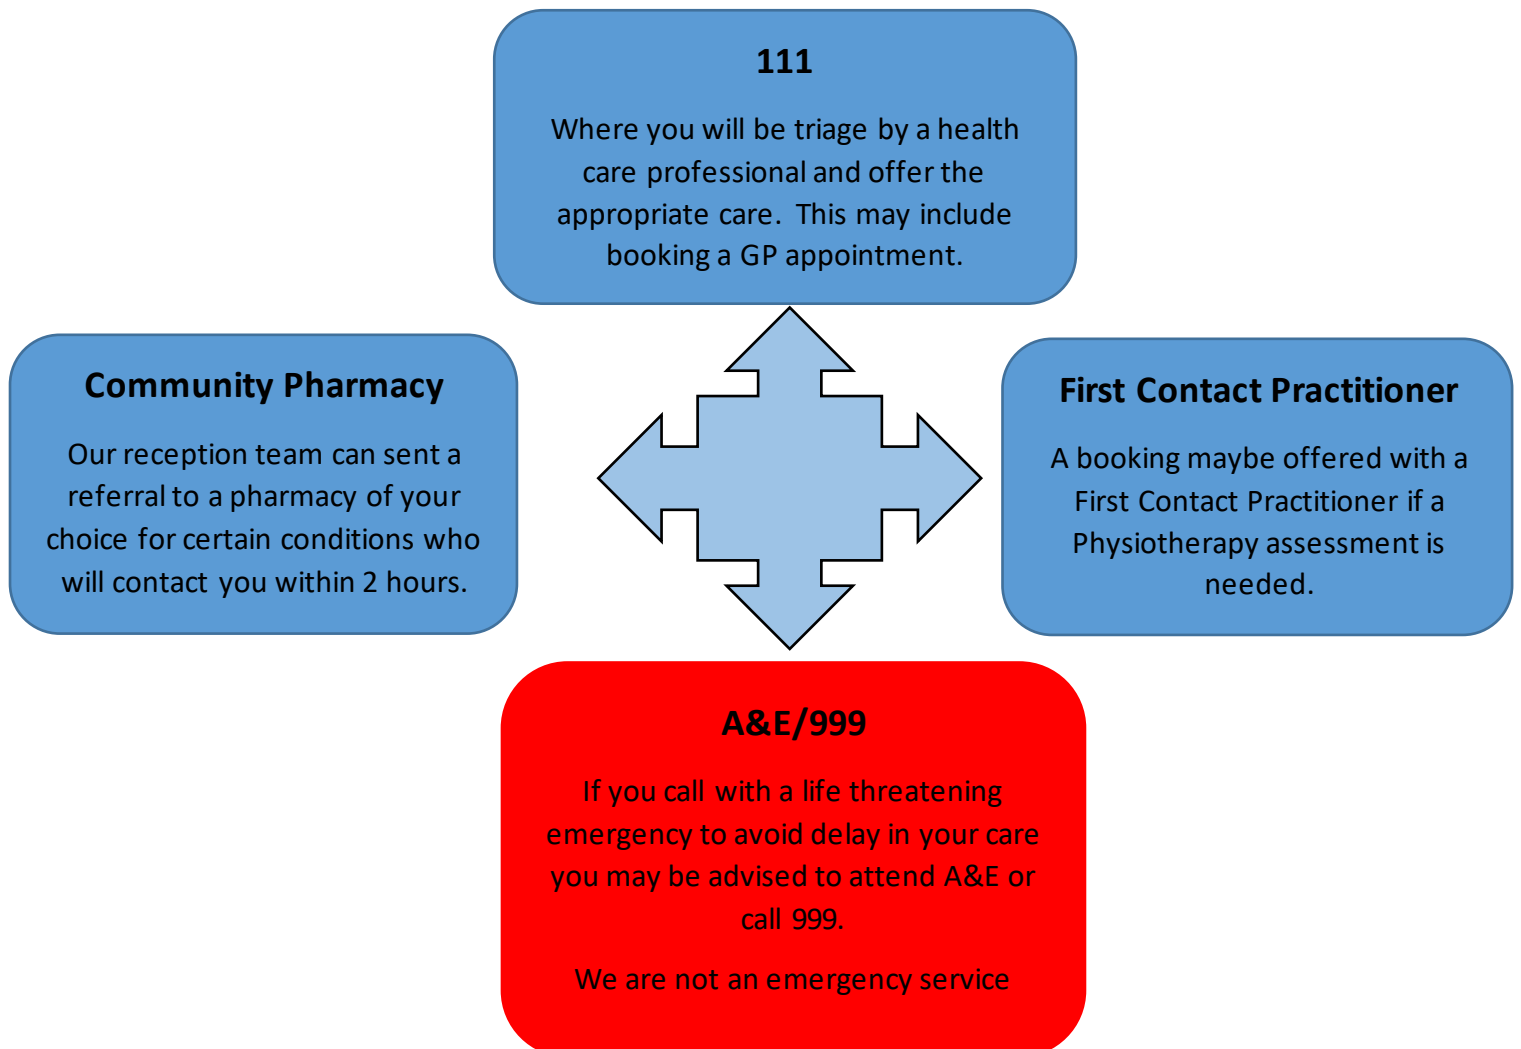 111
Where you will be triage by a health
care professional and offer the
appropriate care. This may include
booking a GP appointment.
Community Pharmacy
Our reception team can sent a
referral to a pharmacy of your
choice for certain conditions who
will contact you within 2 hours.
First Contact Practitioner
A booking maybe offered with a
First Contact Practitioner if a
Physiotherapy assessment is
needed.
A&E/999
If you call with a life threatening
emergency to avoid delay in your care
you may be advised to attend A&E or
call 999.
We are not an emergency service